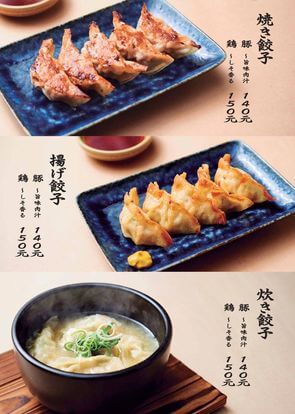 焼き餃子
豚 ～旨味肉汁 140元
鶏 ～しそ香る 150元
揚げ餃子
豚 ～旨味肉汁 140元
鶏 ～しそ香る 150元
炊き餃子
豚 ～旨味肉汁 140元
鶏 ～しそ香る 150元